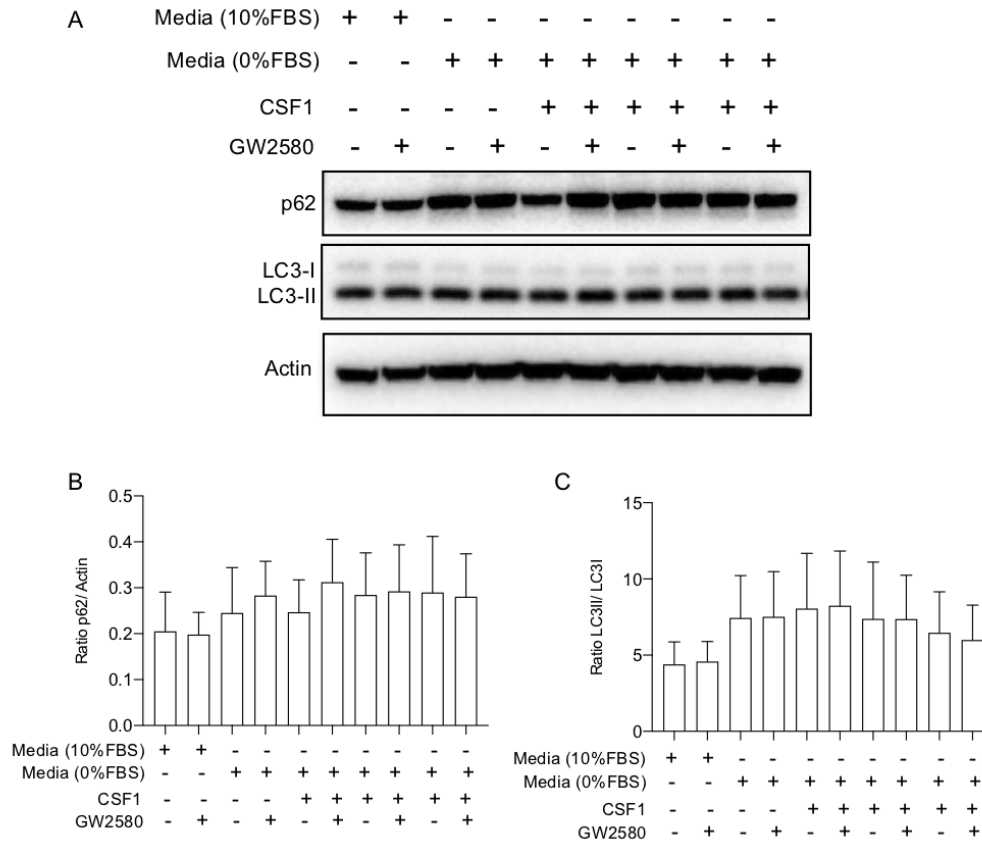 A
Media (10%FBS) + + - - - - - - - -
Media (0%FBS) - - + + + + + + + +
CSF1 - - - - + + + + + +
GW2580 - + - + - + - + - +
p62
LC3-I
LC3-II
Actin
B
0.5
0.4
0.3
0.2
0.1
0.0
Ratio p62/ Actin
Media (10%FBS) + + - - - - - - - -
Media (0%FBS) - - + + + + + + + +
CSF1 - - - - + + + + + +
GW2580 - + - + - + - + - +
C
15
10
5
0
Ratio LC3II/ LC3I
Media (10%FBS) + + - - - - - - - -
Media (0%FBS) - - + + + + + + + +
CSF1 - - - - + + + + + +
GW2580 - + - + - + - + - +